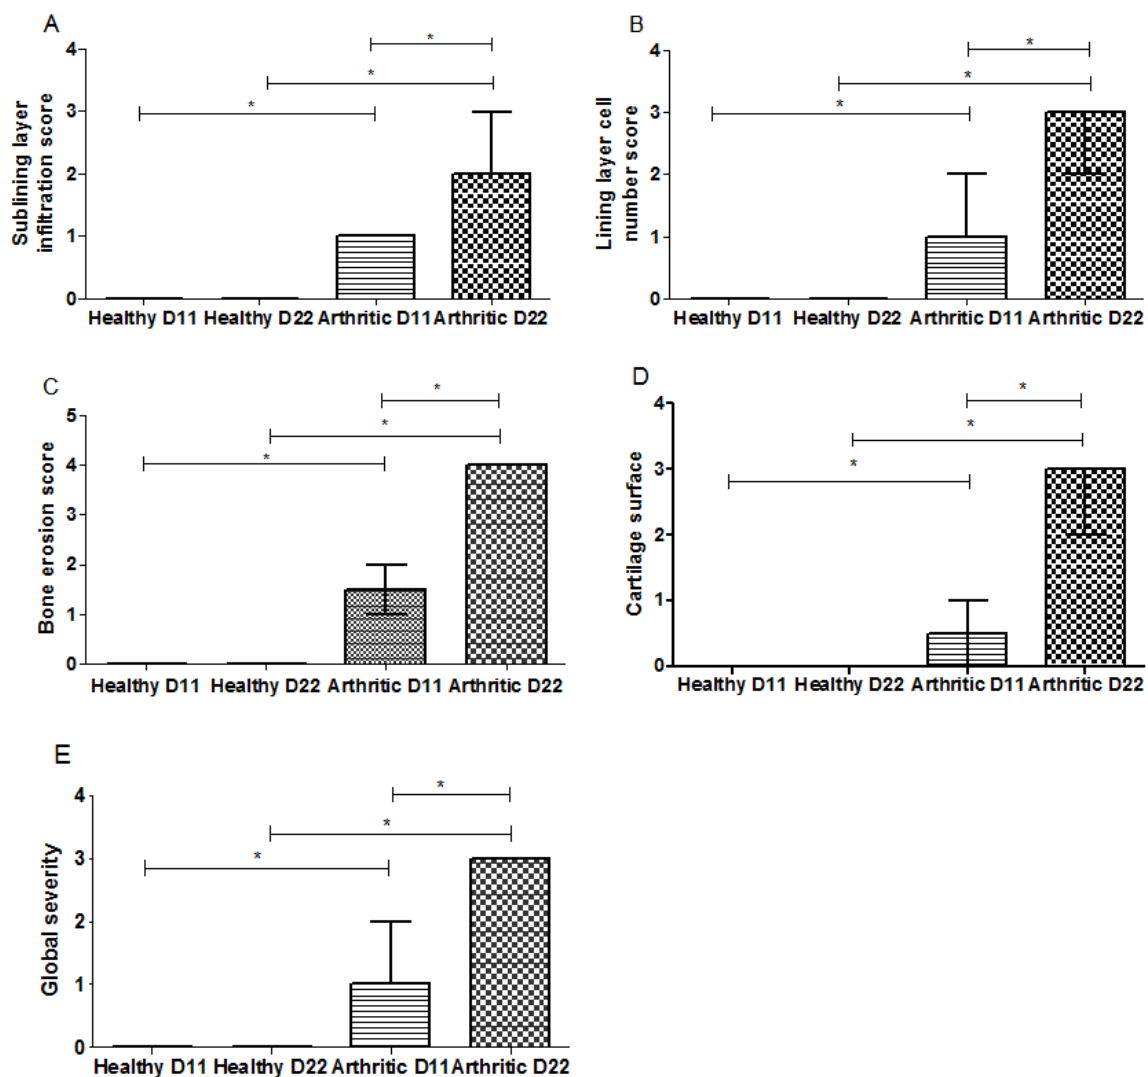 A
Sublining layer
infiltration score
4
3
2
1
0
*
*
*
Healthy D11 Healthy D22 Arthritic D11 Arthritic D22
B
Lining layer cell
number score
4
3
2
1
0
*
*
*
Healthy D11 Healthy D22 Arthritic D11 Arthritic D22
C
Bone erosion score
5
4
3
2
1
0
*
*
*
Healthy D11 Healthy D22 Arthritic D11 Arthritic D22
D
Cartilage surface
4
3
2
1
0
*
*
*
Healthy D11 Healthy D22 Arthritic D11 Arthritic D22
E
Global severity
4
3
2
1
0
*
*
*
Healthy D11 Healthy D22 Arthritic D11 Arthritic D22